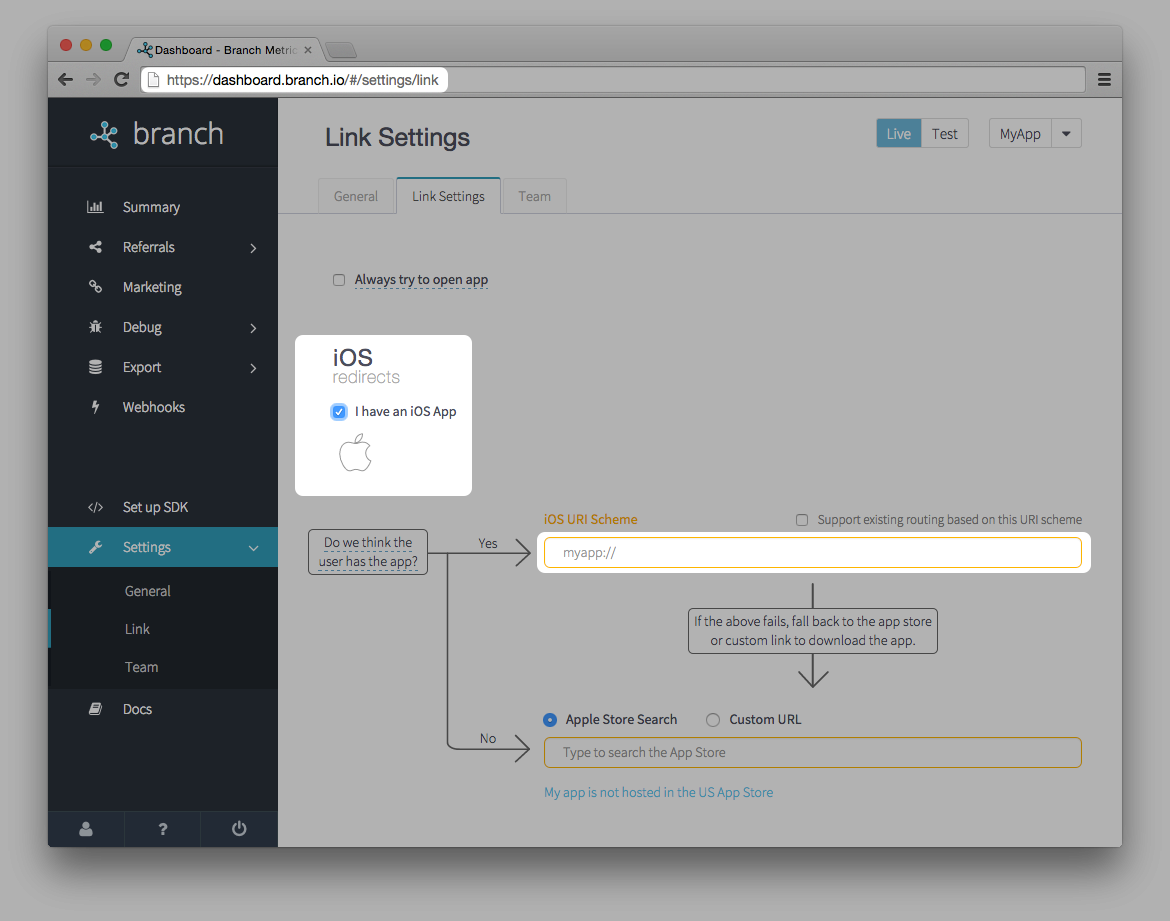 Dashboard - Branch Metric
https://dashboard.branch.io/#/settings/link
branch
Summary
Referrals
Marketing
Debug
Export
Webhooks
Set up SDK
Settings
General
Link
Team
Docs
?
Link Settings
Live
Test
MyApp
General
Link Settings
Team
Always try to open app
iOS
redirects
I have an iOS App
Do we think the
user has the app?
Yes
iOS URI Scheme
Support existing routing based on this URI scheme
myapp://
If the above fails, fall back to the app store
or custom link to download the app.
No
Apple Store Search
Custom URL
Type to search the App Store
My app is not hosted in the US App Store